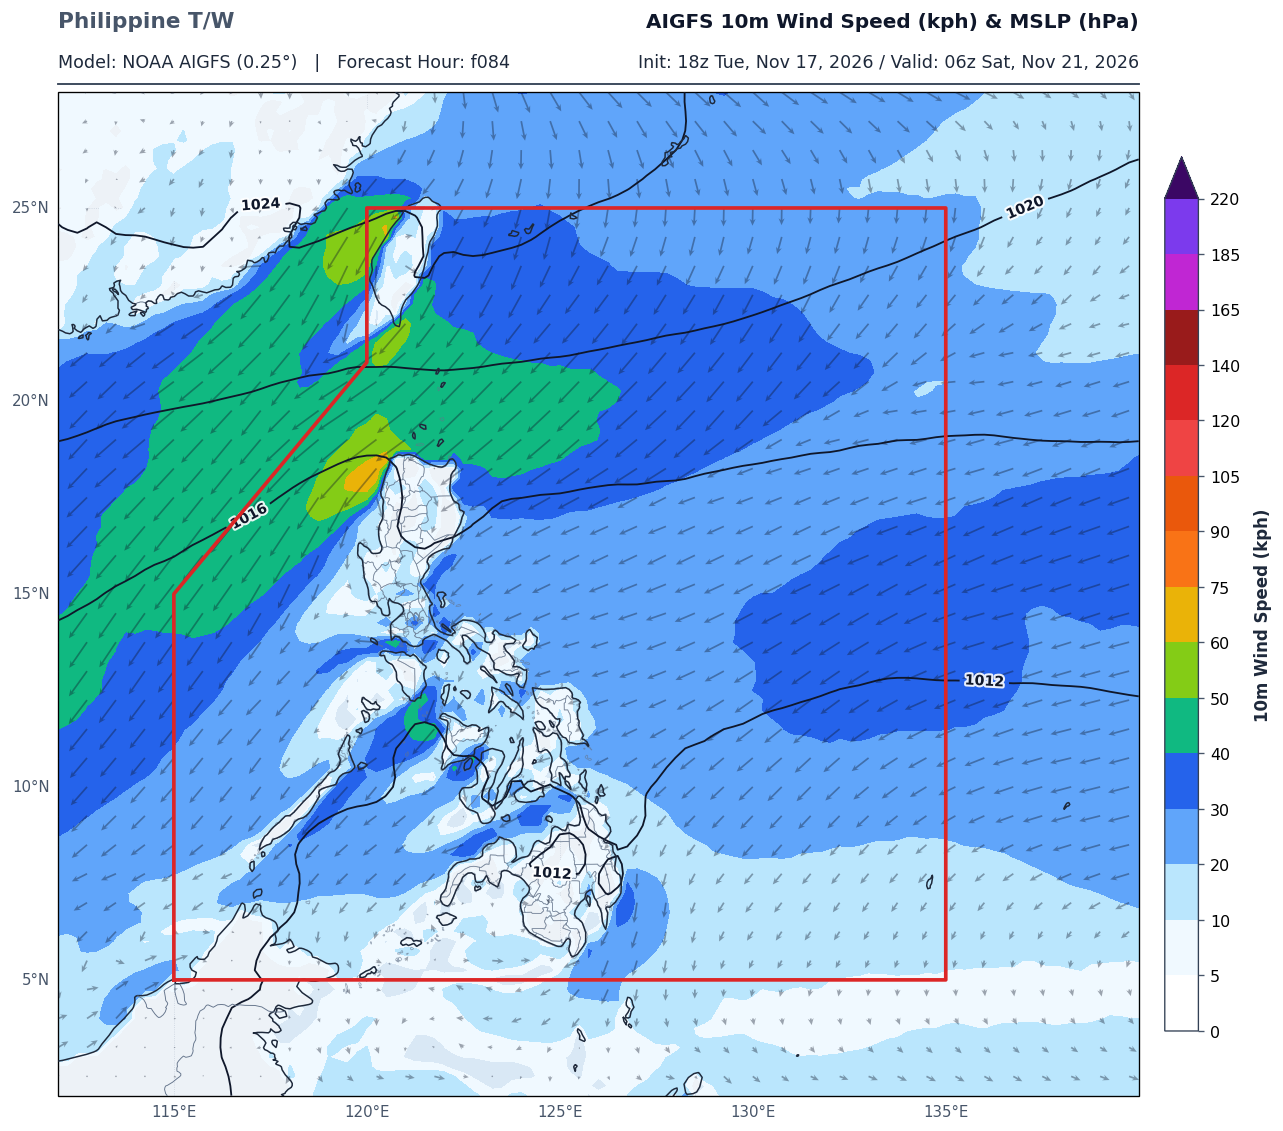 Philippine T/W
AIGFS 10m Wind Speed (kph) & MSLP (hPa)
Model: NOAA AIGFS (0.25°) | Forecast Hour: f084
Init: 18z Tue, Nov 17, 2026 / Valid: 06z Sat, Nov 21, 2026
25°N
20°N
15°N
10°N
5°N
1024
1020
1016
1012
1012
115°E
120°E
125°E
130°E
135°E
220
185
165
140
120
105
90
75
60
50
40
30
20
10
5
0
10m Wind Speed (kph)